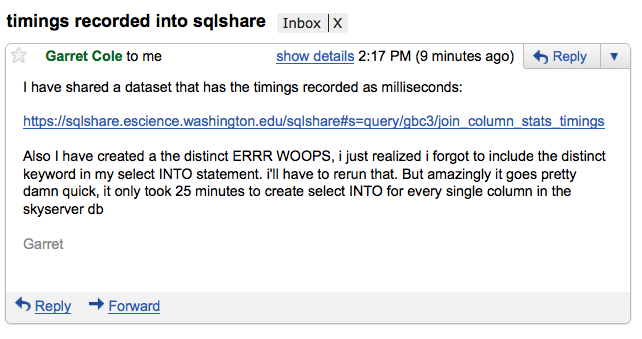 timings recorded into sqlshare Inbox X
Garret Cole to me show details 2:17 PM (9 minutes ago) Reply
I have shared a dataset that has the timings recorded as milliseconds:
https://sqlshare.escience.washington.edu/sqlshare#s=query/gbc3/join_column_stats_timings
Also I have created a the distinct ERRR WOOPS, i just realized i forgot to include the distinct
keyword in my select INTO statement. i'll have to rerun that. But amazingly it goes pretty
damn quick, it only took 25 minutes to create select INTO for every single column in the
skyserver db
Garret
Reply Forward